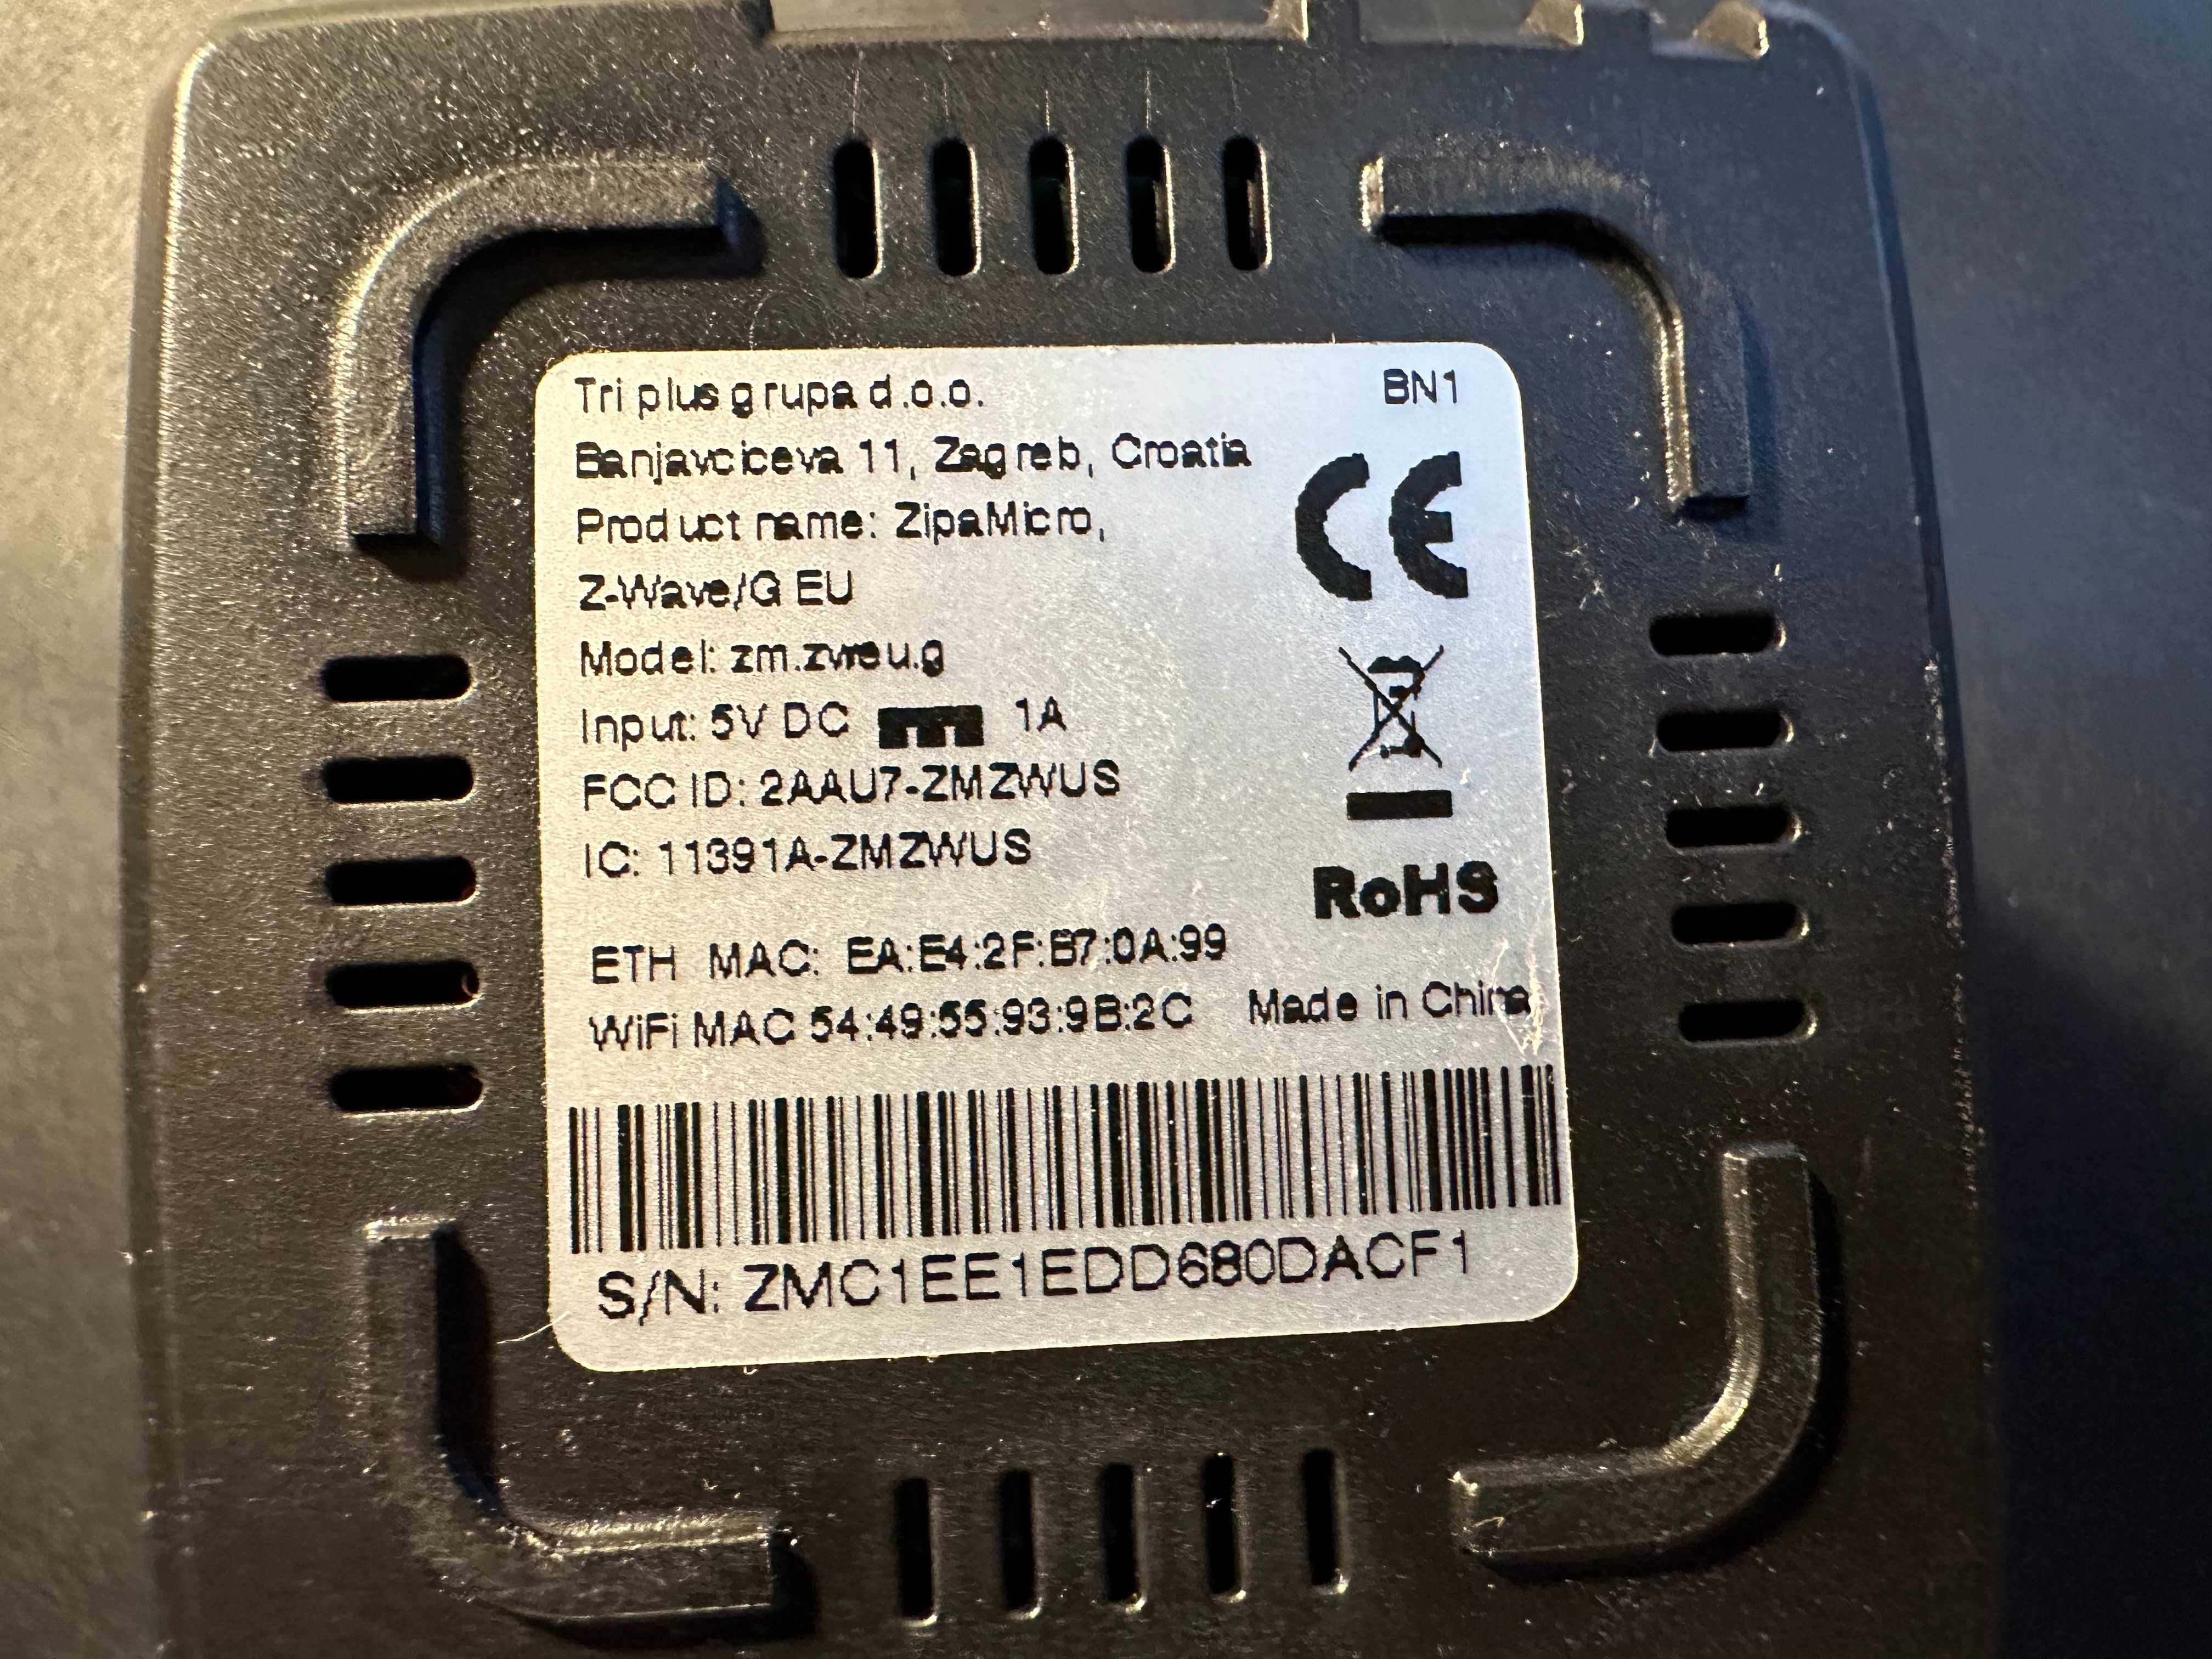 Tri plus grupa d.o.o. BN1
Banjavciceva 11, Zagreb, Croatia
Product name: ZipaMicro,
Z-Wave/G EU
CE
Model: zm.zweu.g
Input: 5V DC 1A
FCC ID: 2AAU7-ZMZWUS
IC: 11391A-ZMZWUS
RoHS
ETH MAC: EA:E4:2F:B7:0A:99
WiFi MAC 54:49:55:93:9B:2C Made in China
S/N: ZMC1EE1EDD680DACF1